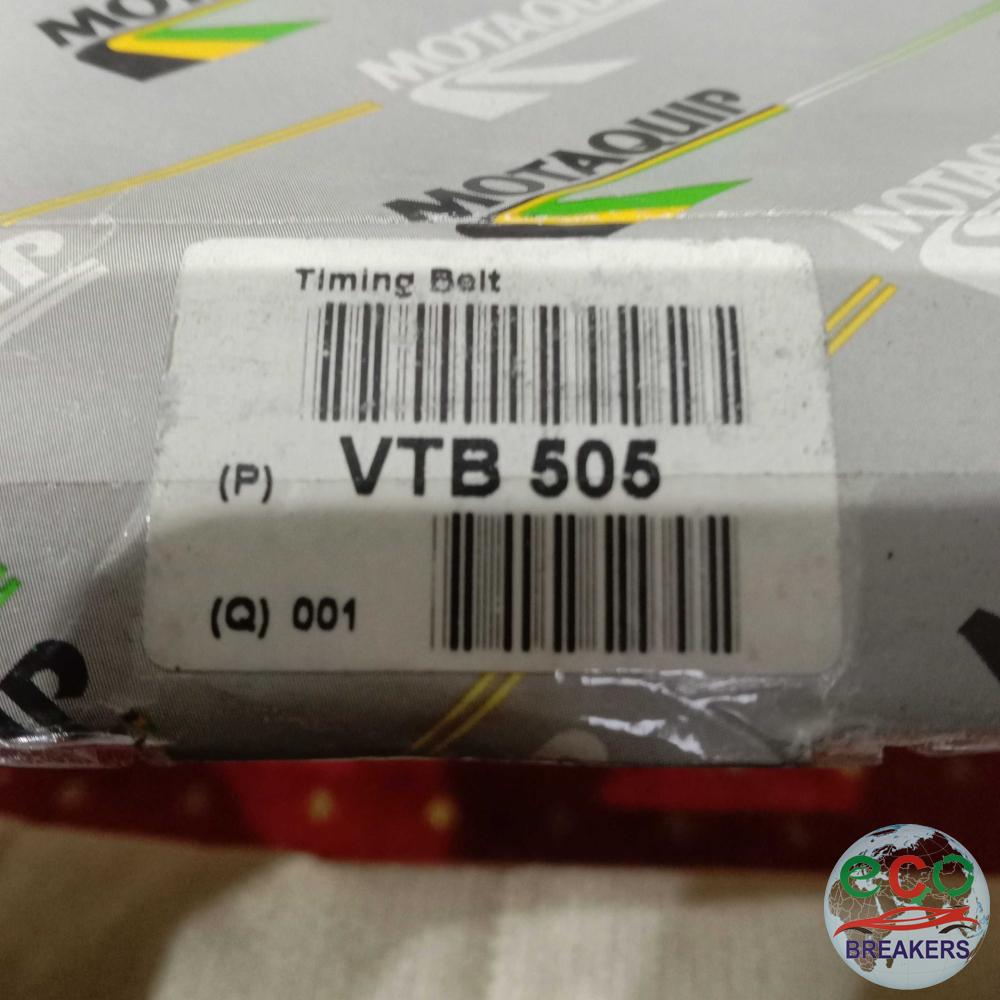 MOTAQUIP
MOTAQUIP
MOTAQUIP
Timing Belt
(P) VTB 505
(Q) 001
eco
BREAKERS